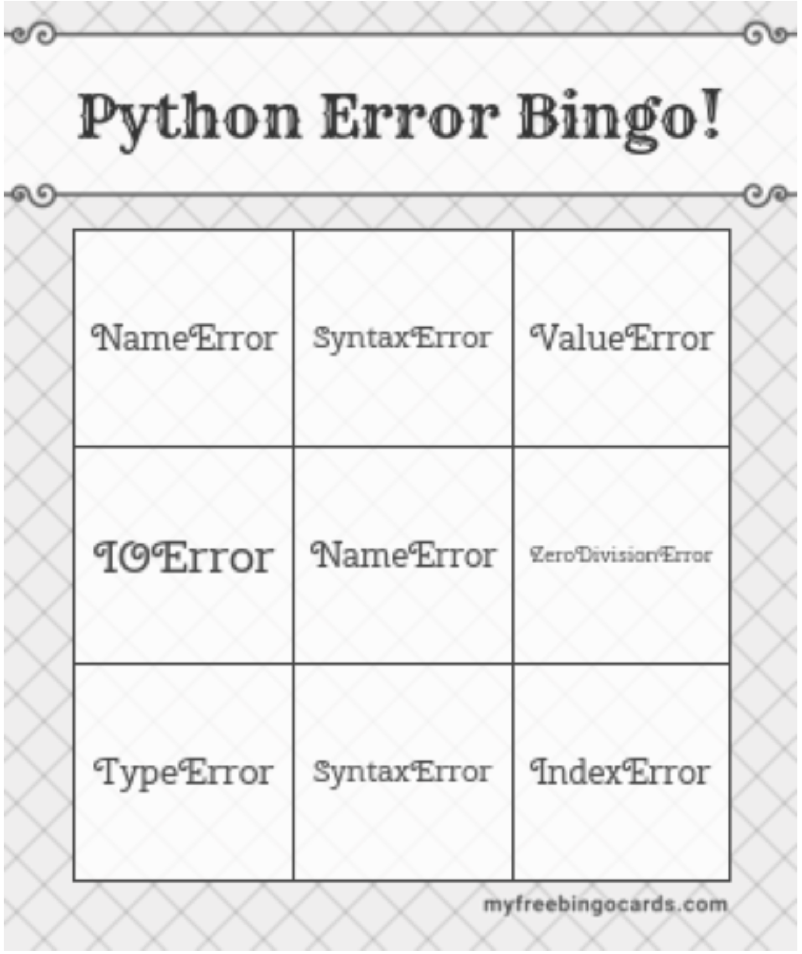 Python Error Bingo!
NameError SyntaxError ValueError
IOError NameError ZeroDivisionError
TypeError SyntaxError IndexError
myfreebingocards.com